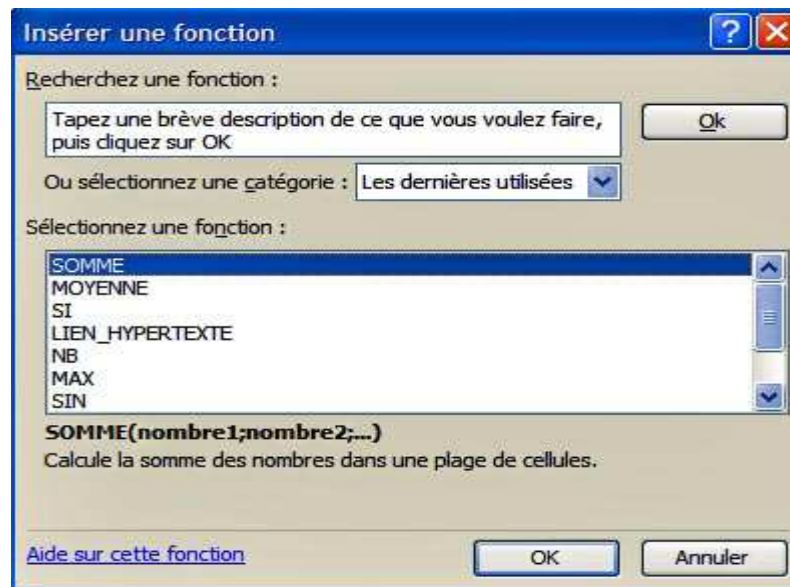 Insérer une fonction
Recherchez une fonction :
Tapez une brève description de ce que vous voulez faire,
puis cliquez sur OK
Ok
Ou sélectionnez une catégorie : Les dernières utilisées
Sélectionnez une fonction :
SOMME
MOYENNE
SI
LIEN_HYPERTEXTE
NB
MAX
SIN
SOMME(nombre1;nombre2;...)
Calcule la somme des nombres dans une plage de cellules.
Aide sur cette fonction
OK
Annuler